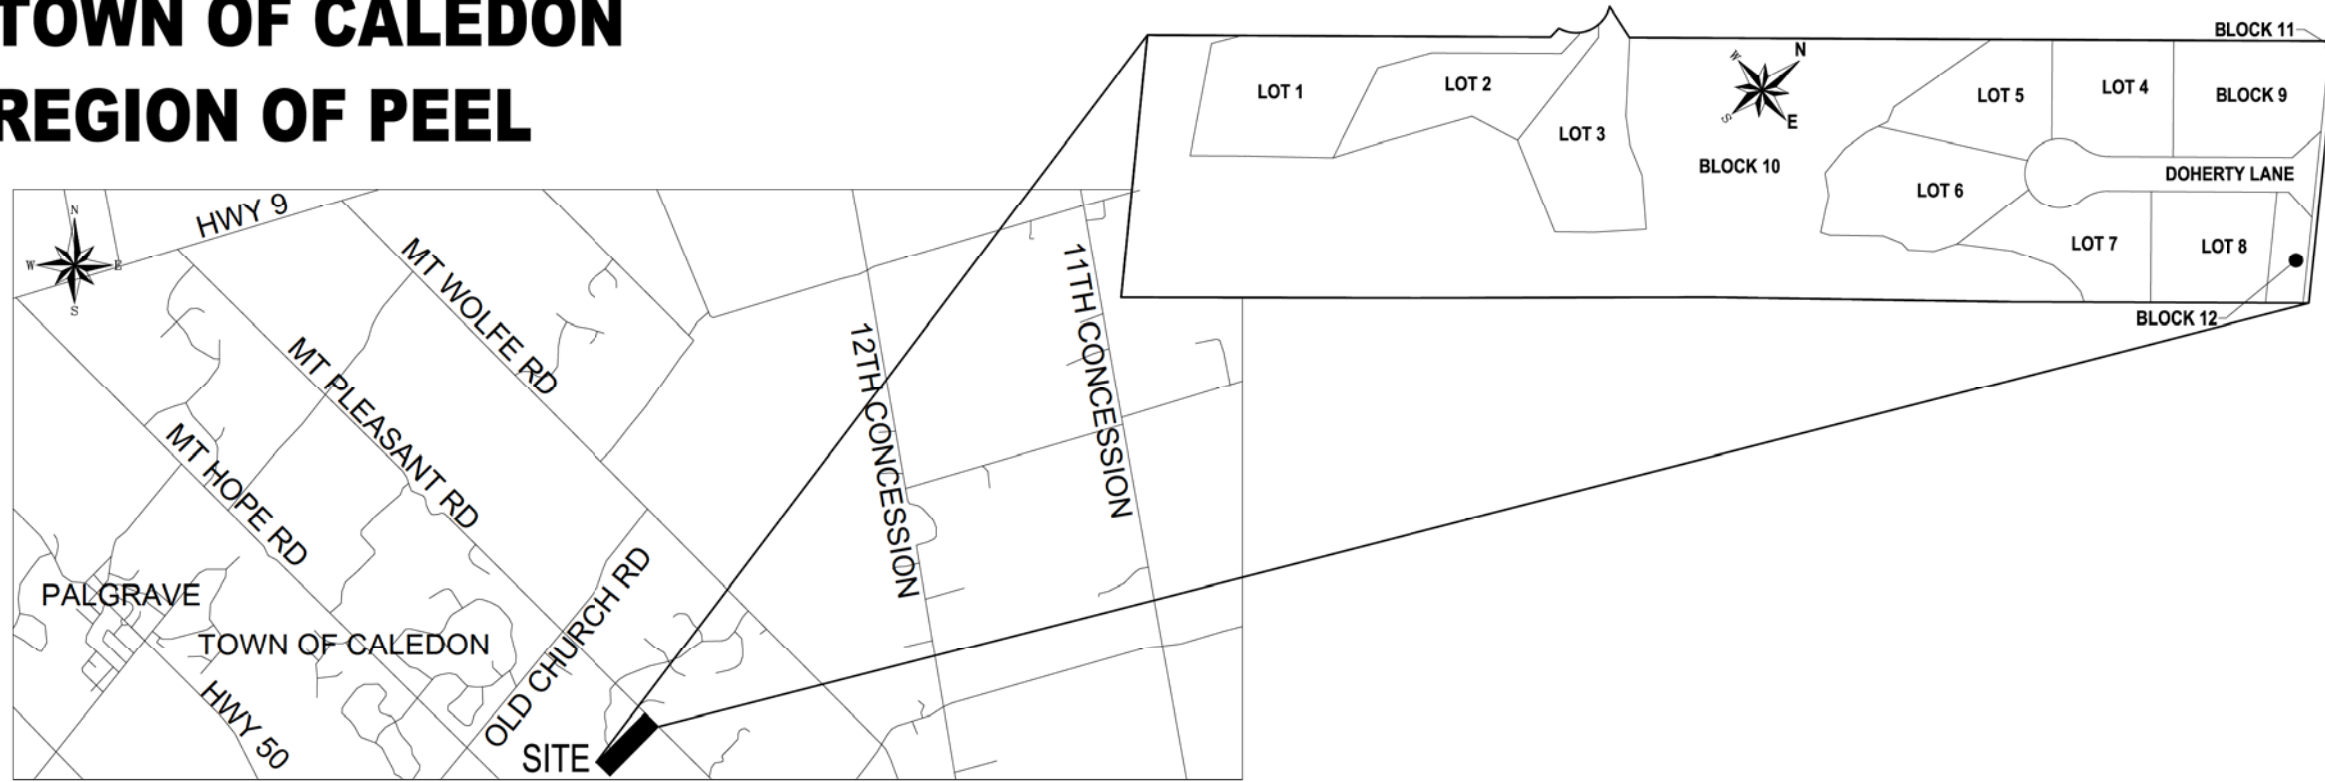 TOWN OF CALEDON
REGION OF PEEL
BLOCK 11
N
W
LOT 1
LOT 2
LOT 5
LOT 4
BLOCK 9
S
E
LOT 3
BLOCK 10
DOHERTY LANE
LOT 6
LOT 7
LOT 8
BLOCK 12
HWY 9
N
W
E
S
MT WOLFE RD
11TH CONCESSION
12TH CONCESSION
MT PLEASANT RD
MT HOPE RD
PALGRAVE
TOWN OF CALEDON
OLD CHURCH RD
HWY 50
SITE